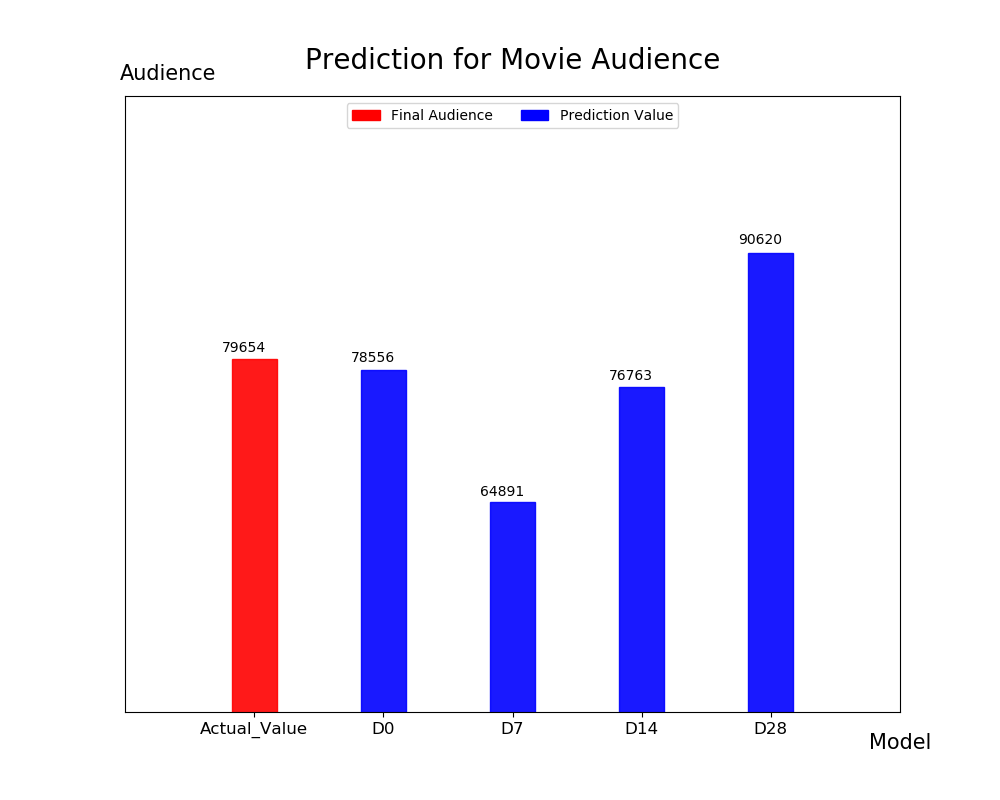 Prediction for Movie Audience
Audience
Final Audience Prediction Value
90620
79654
78556
76763
64891
Actual_Value D0 D7 D14 D28
Model